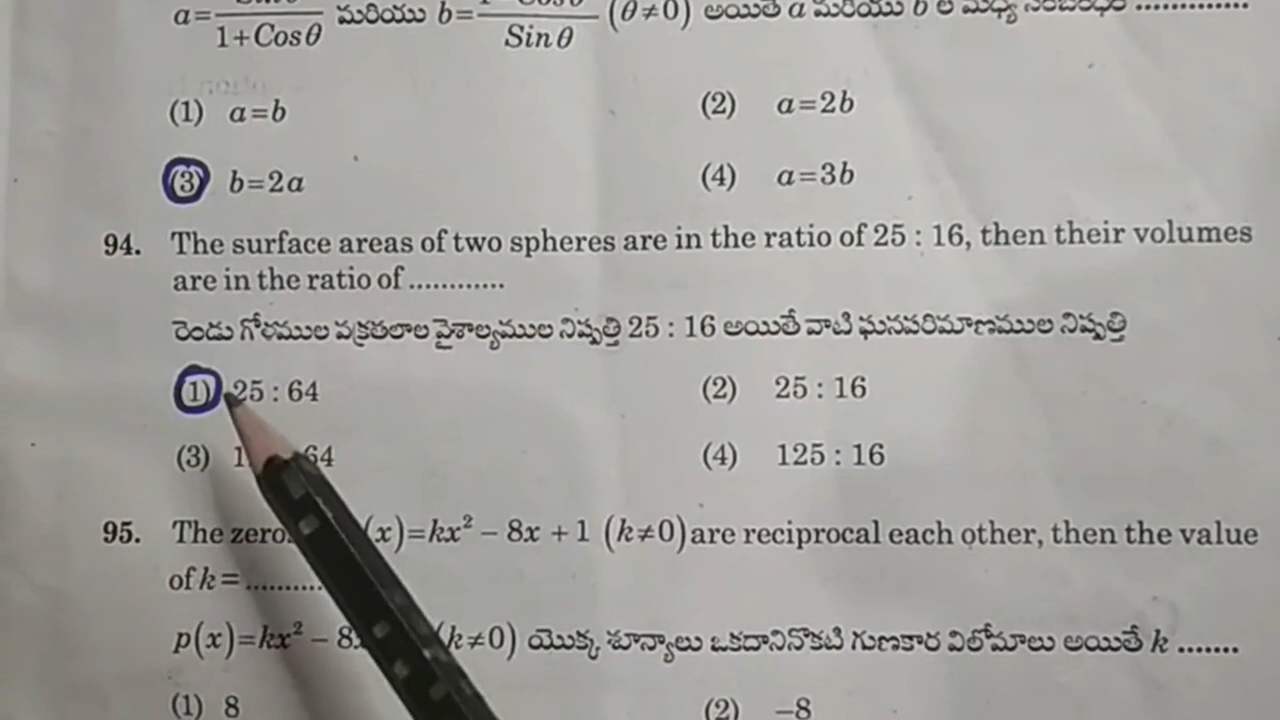 a= 1+Cosθ మరియు b= Sinθ (θ≠0) అయితే a మరియు b ల మధ్య సంబంధం .............
(1) a=b (2) a=2b
(3) b=2a (4) a=3b
94. The surface areas of two spheres are in the ratio of 25 : 16, then their volumes
are in the ratio of ............
రెండు గోళముల వక్రతలాల వైశాల్యముల నిష్పత్తి 25 : 16 అయితే వాటి ఘనపరిమాణముల నిష్పత్తి
(1) 25 : 64 (2) 25 : 16
(3) 64 (4) 125 : 16
95. The (x)=kx² – 8x + 1 (k≠0) are reciprocal each other, then the value
of k = ..........
p(x)=kx² – 8 (k≠0) యొక్క శూన్యాలు ఒకదానినొకటి గుణకార విలోమాలు అయితే k .......
(1) 8 (2) –8